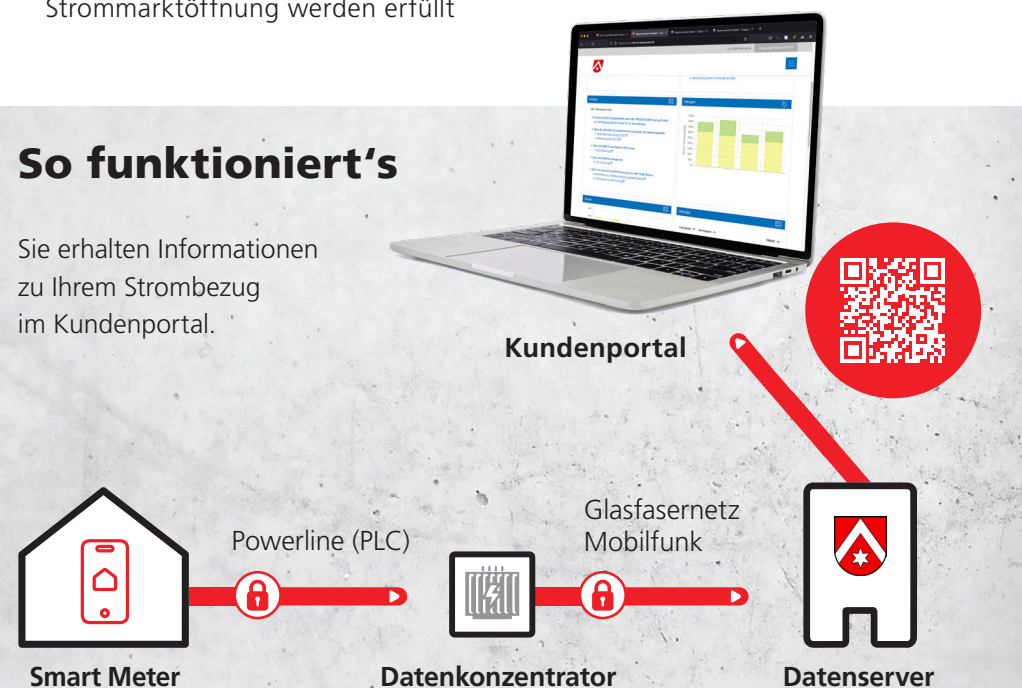 Strommarktöffnung werden erfüllt
So funktioniert‘s
Sie erhalten Informationen
zu Ihrem Strombezug
im Kundenportal.
Kundenportal
Glasfasernetz
Mobilfunk
Powerline (PLC)
Smart Meter
Datenkonzentrator
Datenserver